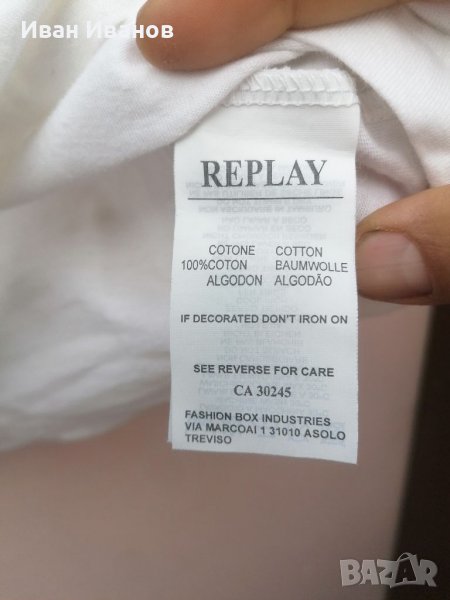 Иван Иванов
REPLAY
COTONE COTTON
100%COTON BAUMWOLLE
ALGODON ALGODÃO
IF DECORATED DON'T IRON ON
SEE REVERSE FOR CARE
CA 30245
FASHION BOX INDUSTRIES
VIA MARCOAI 1 31010 ASOLO
TREVISO
BAZAR